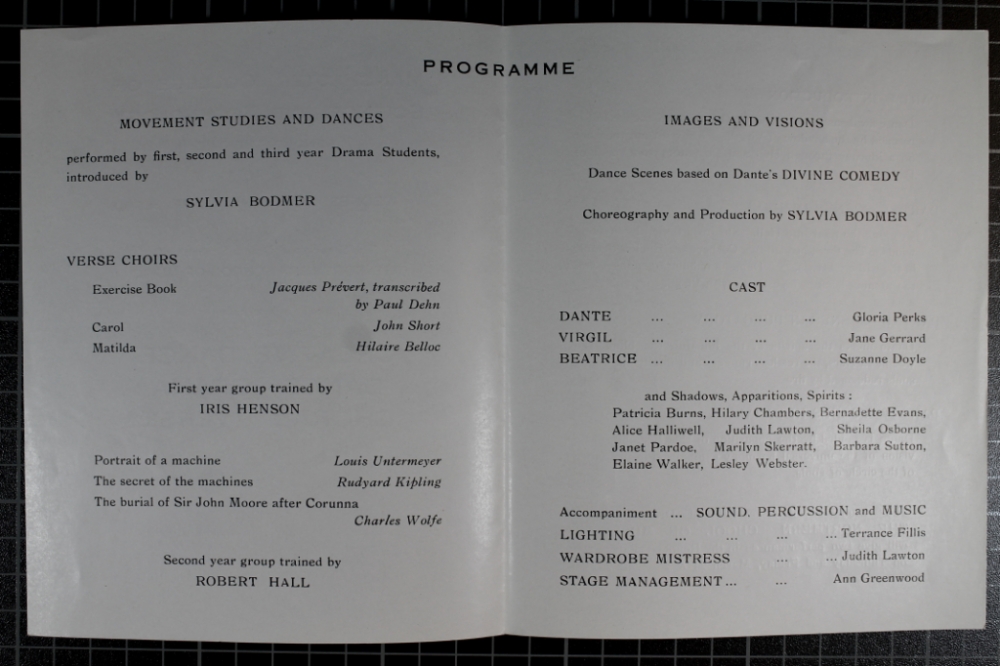 PROGRAMME
MOVEMENT STUDIES AND DANCES
performed by first, second and third year Drama Students,
introduced by
SYLVIA BODMER
VERSE CHOIRS
Exercise Book Jacques Prévert, transcribed
by Paul Dehn
Carol John Short
Matilda Hilaire Belloc
First year group trained by
IRIS HENSON
Portrait of a machine Louis Untermeyer
The secret of the machines Rudyard Kipling
The burial of Sir John Moore after Corunna
Charles Wolfe
Second year group trained by
ROBERT HALL
IMAGES AND VISIONS
Dance Scenes based on Dante's DIVINE COMEDY
Choreography and Production by SYLVIA BODMER
CAST
DANTE ... ... ... ... Gloria Perks
VIRGIL ... ... ... ... Jane Gerrard
BEATRICE ... ... ... ... Suzanne Doyle
and Shadows, Apparitions, Spirits :
Patricia Burns, Hilary Chambers, Bernadette Evans,
Alice Halliwell, Judith Lawton, Sheila Osborne
Janet Pardoe, Marilyn Skerratt, Barbara Sutton,
Elaine Walker, Lesley Webster.
Accompaniment ... SOUND, PERCUSSION and MUSIC
LIGHTING ... ... ... ... Terrance Fillis
WARDROBE MISTRESS ... ... Judith Lawton
STAGE MANAGEMENT ... ... Ann Greenwood